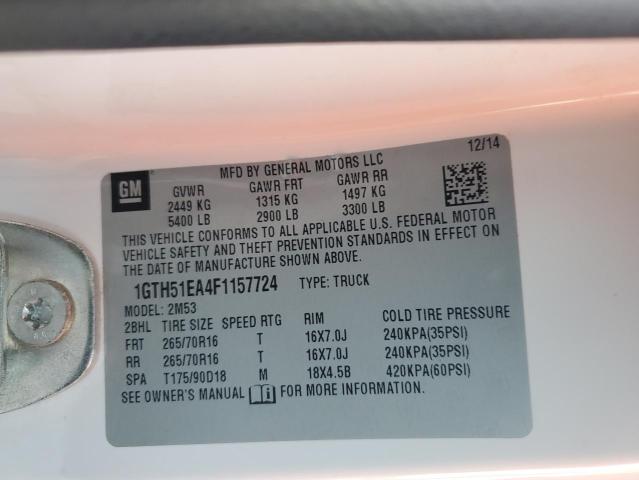 12/14
MFD BY GENERAL MOTORS LLC
GM
GVWR GAWR FRT GAWR RR
2449 KG 1315 KG 1497 KG
5400 LB 2900 LB 3300 LB
THIS VEHICLE CONFORMS TO ALL APPLICABLE U.S. FEDERAL MOTOR
VEHICLE SAFETY AND THEFT PREVENTION STANDARDS IN EFFECT ON
THE DATE OF MANUFACTURE SHOWN ABOVE.
1GTH51EA4F1157724 TYPE: TRUCK
MODEL: 2M53
2BHL TIRE SIZE SPEED RTG RIM COLD TIRE PRESSURE
FRT 265/70R16 T 16X7.0J 240KPA(35PSI)
RR 265/70R16 T 16X7.0J 240KPA(35PSI)
SPA T175/90D18 M 18X4.5B 420KPA(60PSI)
SEE OWNER'S MANUAL FOR MORE INFORMATION.